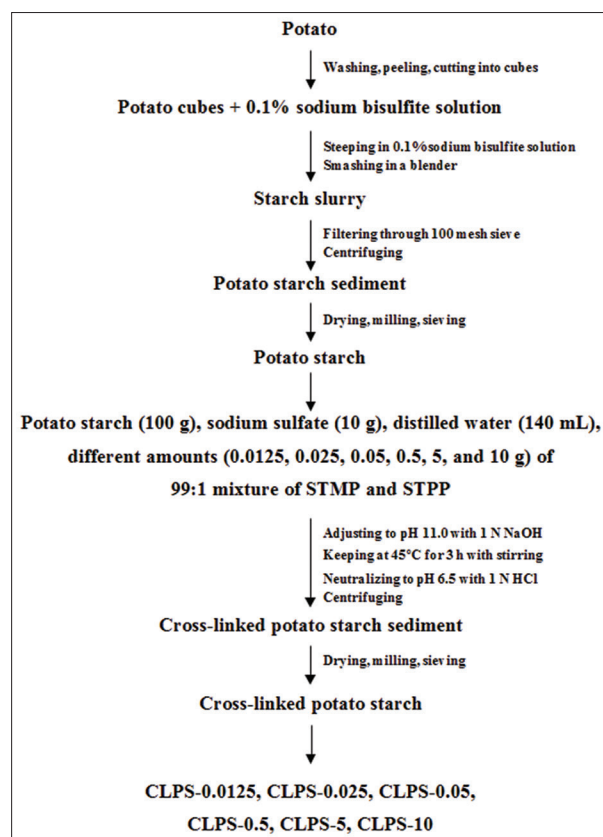 Potato
Washing, peeling, cutting into cubes
Potato cubes + 0.1% sodium bisulfite solution
Steeping in 0.1% sodium bisulfite solution
Smashing in a blender
Starch slurry
Filtering through 100 mesh sieve
Centrifuging
Potato starch sediment
Drying, milling, sieving
Potato starch
Potato starch (100 g), sodium sulfate (10 g), distilled water (140 mL),
different amounts (0.0125, 0.025, 0.05, 0.5, 5, and 10 g) of
99:1 mixture of STMP and STPP
Adjusting to pH 11.0 with 1 N NaOH
Keeping at 45°C for 3 h with stirring
Neutralizing to pH 6.5 with 1 N HCl
Centrifuging
Cross-linked potato starch sediment
Drying, milling, sieving
Cross-linked potato starch
CLPS-0.0125, CLPS-0.025, CLPS-0.05,
CLPS-0.5, CLPS-5, CLPS-10